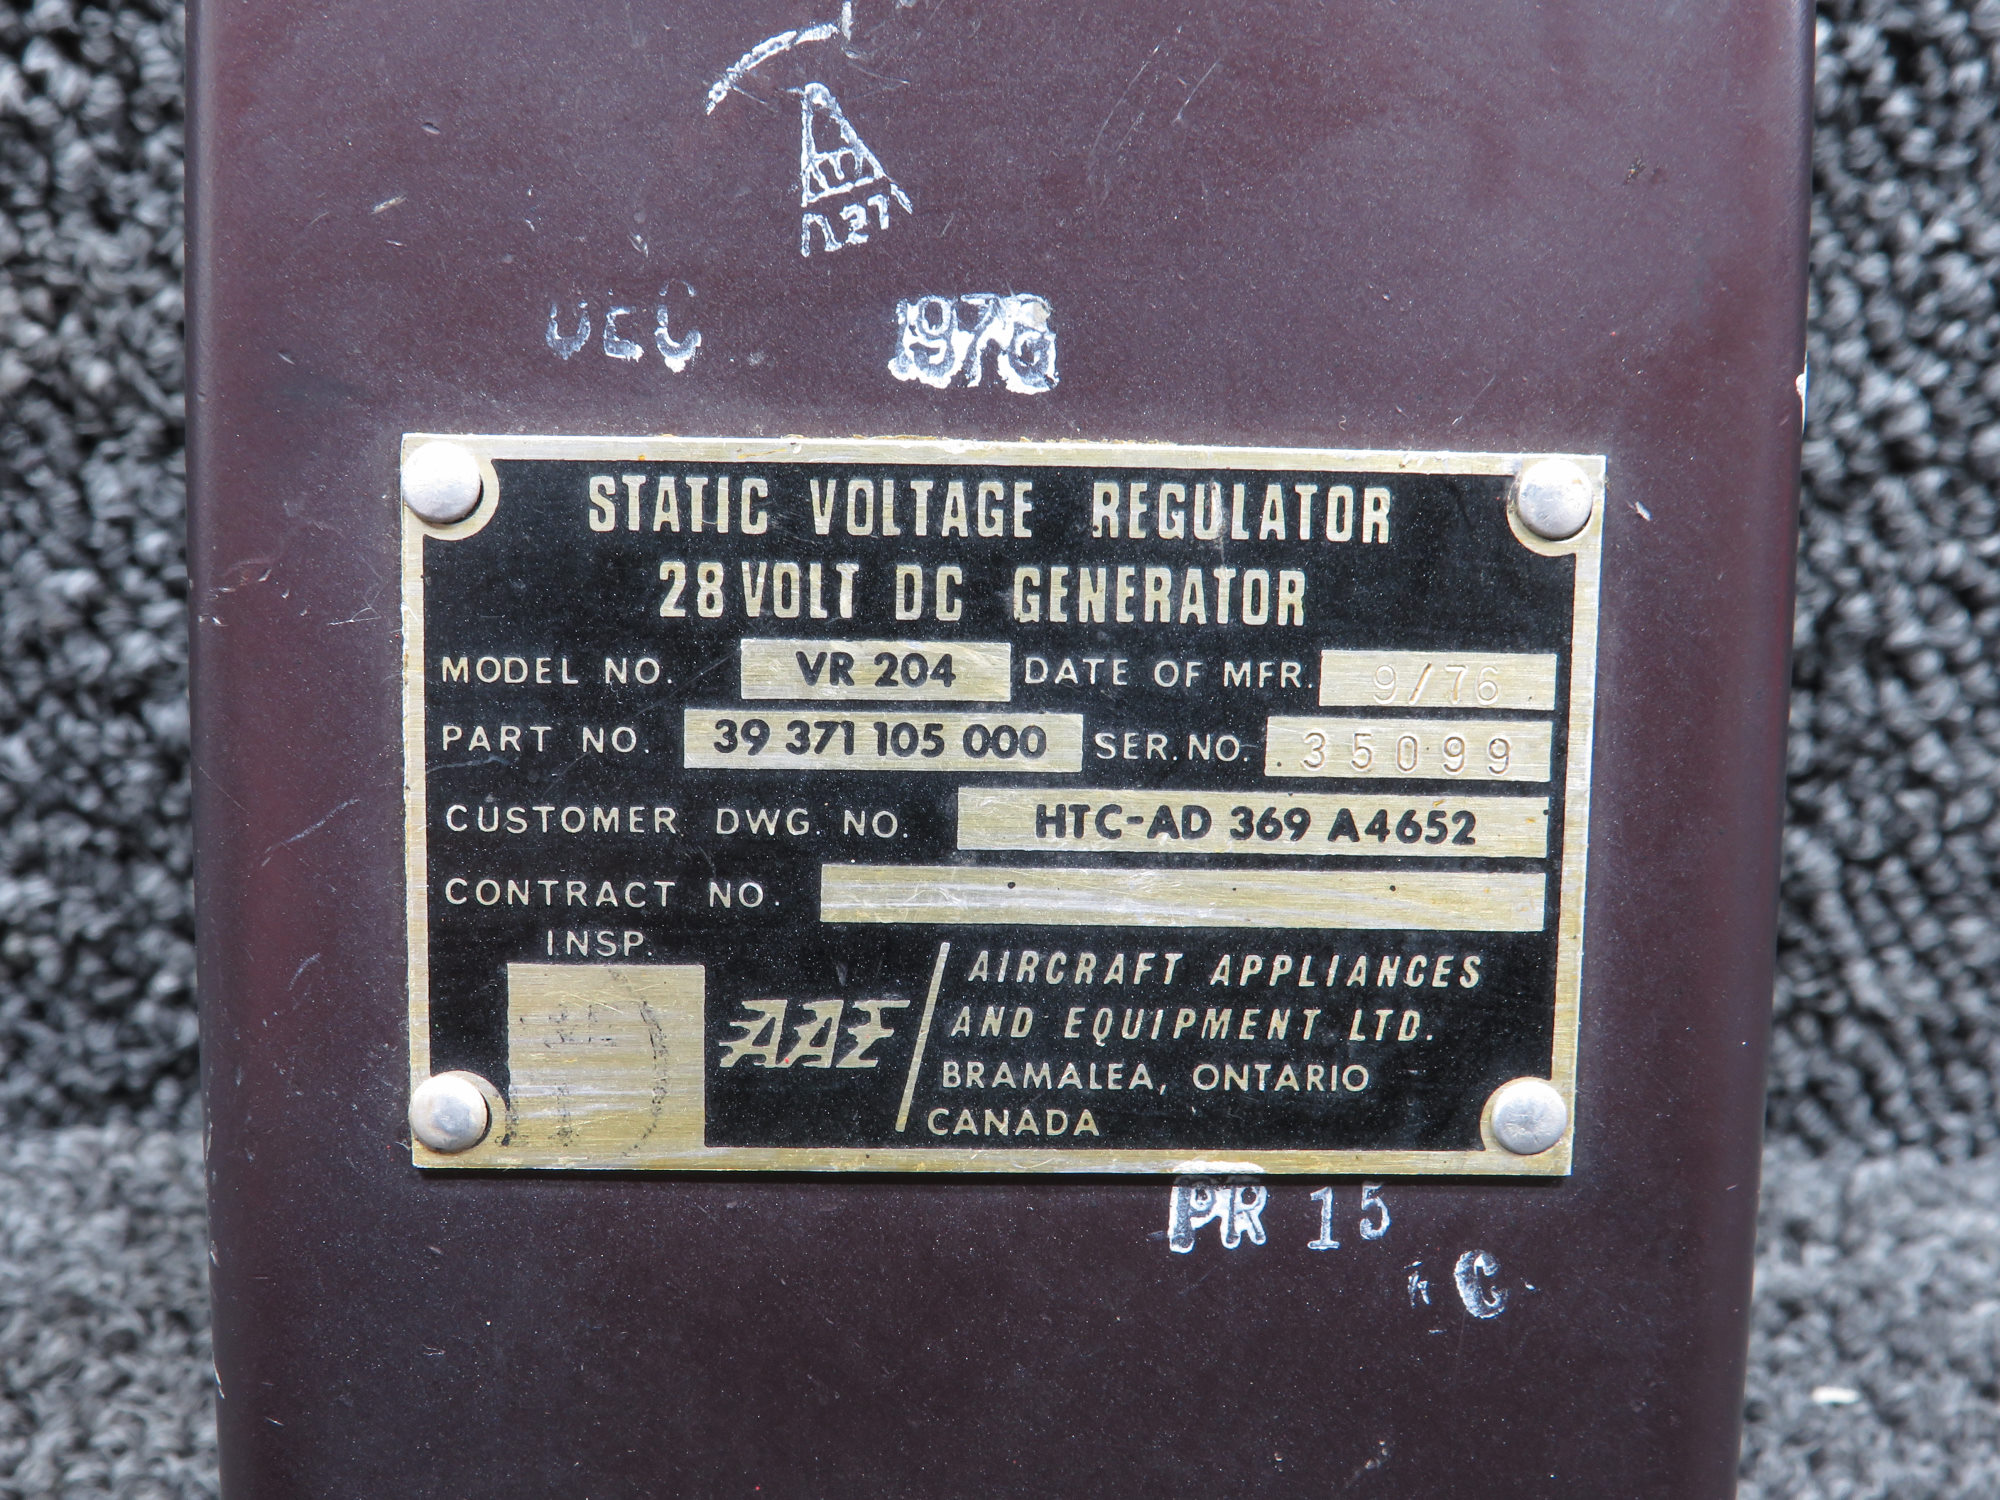 127
DEC 1976
STATIC VOLTAGE REGULATOR
28 VOLT DC GENERATOR
MODEL NO. VR 204 DATE OF MFR. 9/76
PART NO. 39 371 105 000 SER. NO. 35099
CUSTOMER DWG. NO. HTC-AD 369 A4652
CONTRACT NO.
INSP.
AAE
AIRCRAFT APPLIANCES
AND EQUIPMENT LTD.
BRAMALEA, ONTARIO
CANADA
PR 15
C